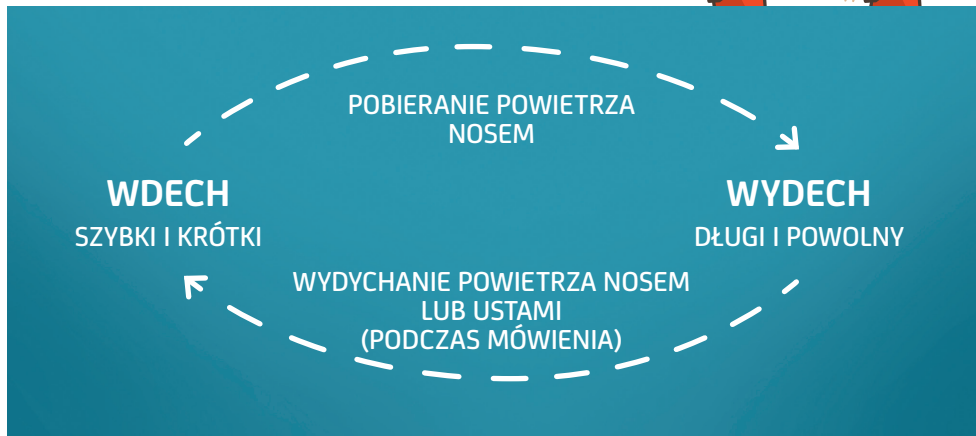 POBIERANIE POWIETRZA
NOSEM
WDECH
SZYBKI I KRÓTKI
WYDECH
DŁUGI I POWOLNY
WYDYCHANIE POWIETRZA NOSEM
LUB USTAMI
(PODCZAS MÓWIENIA)